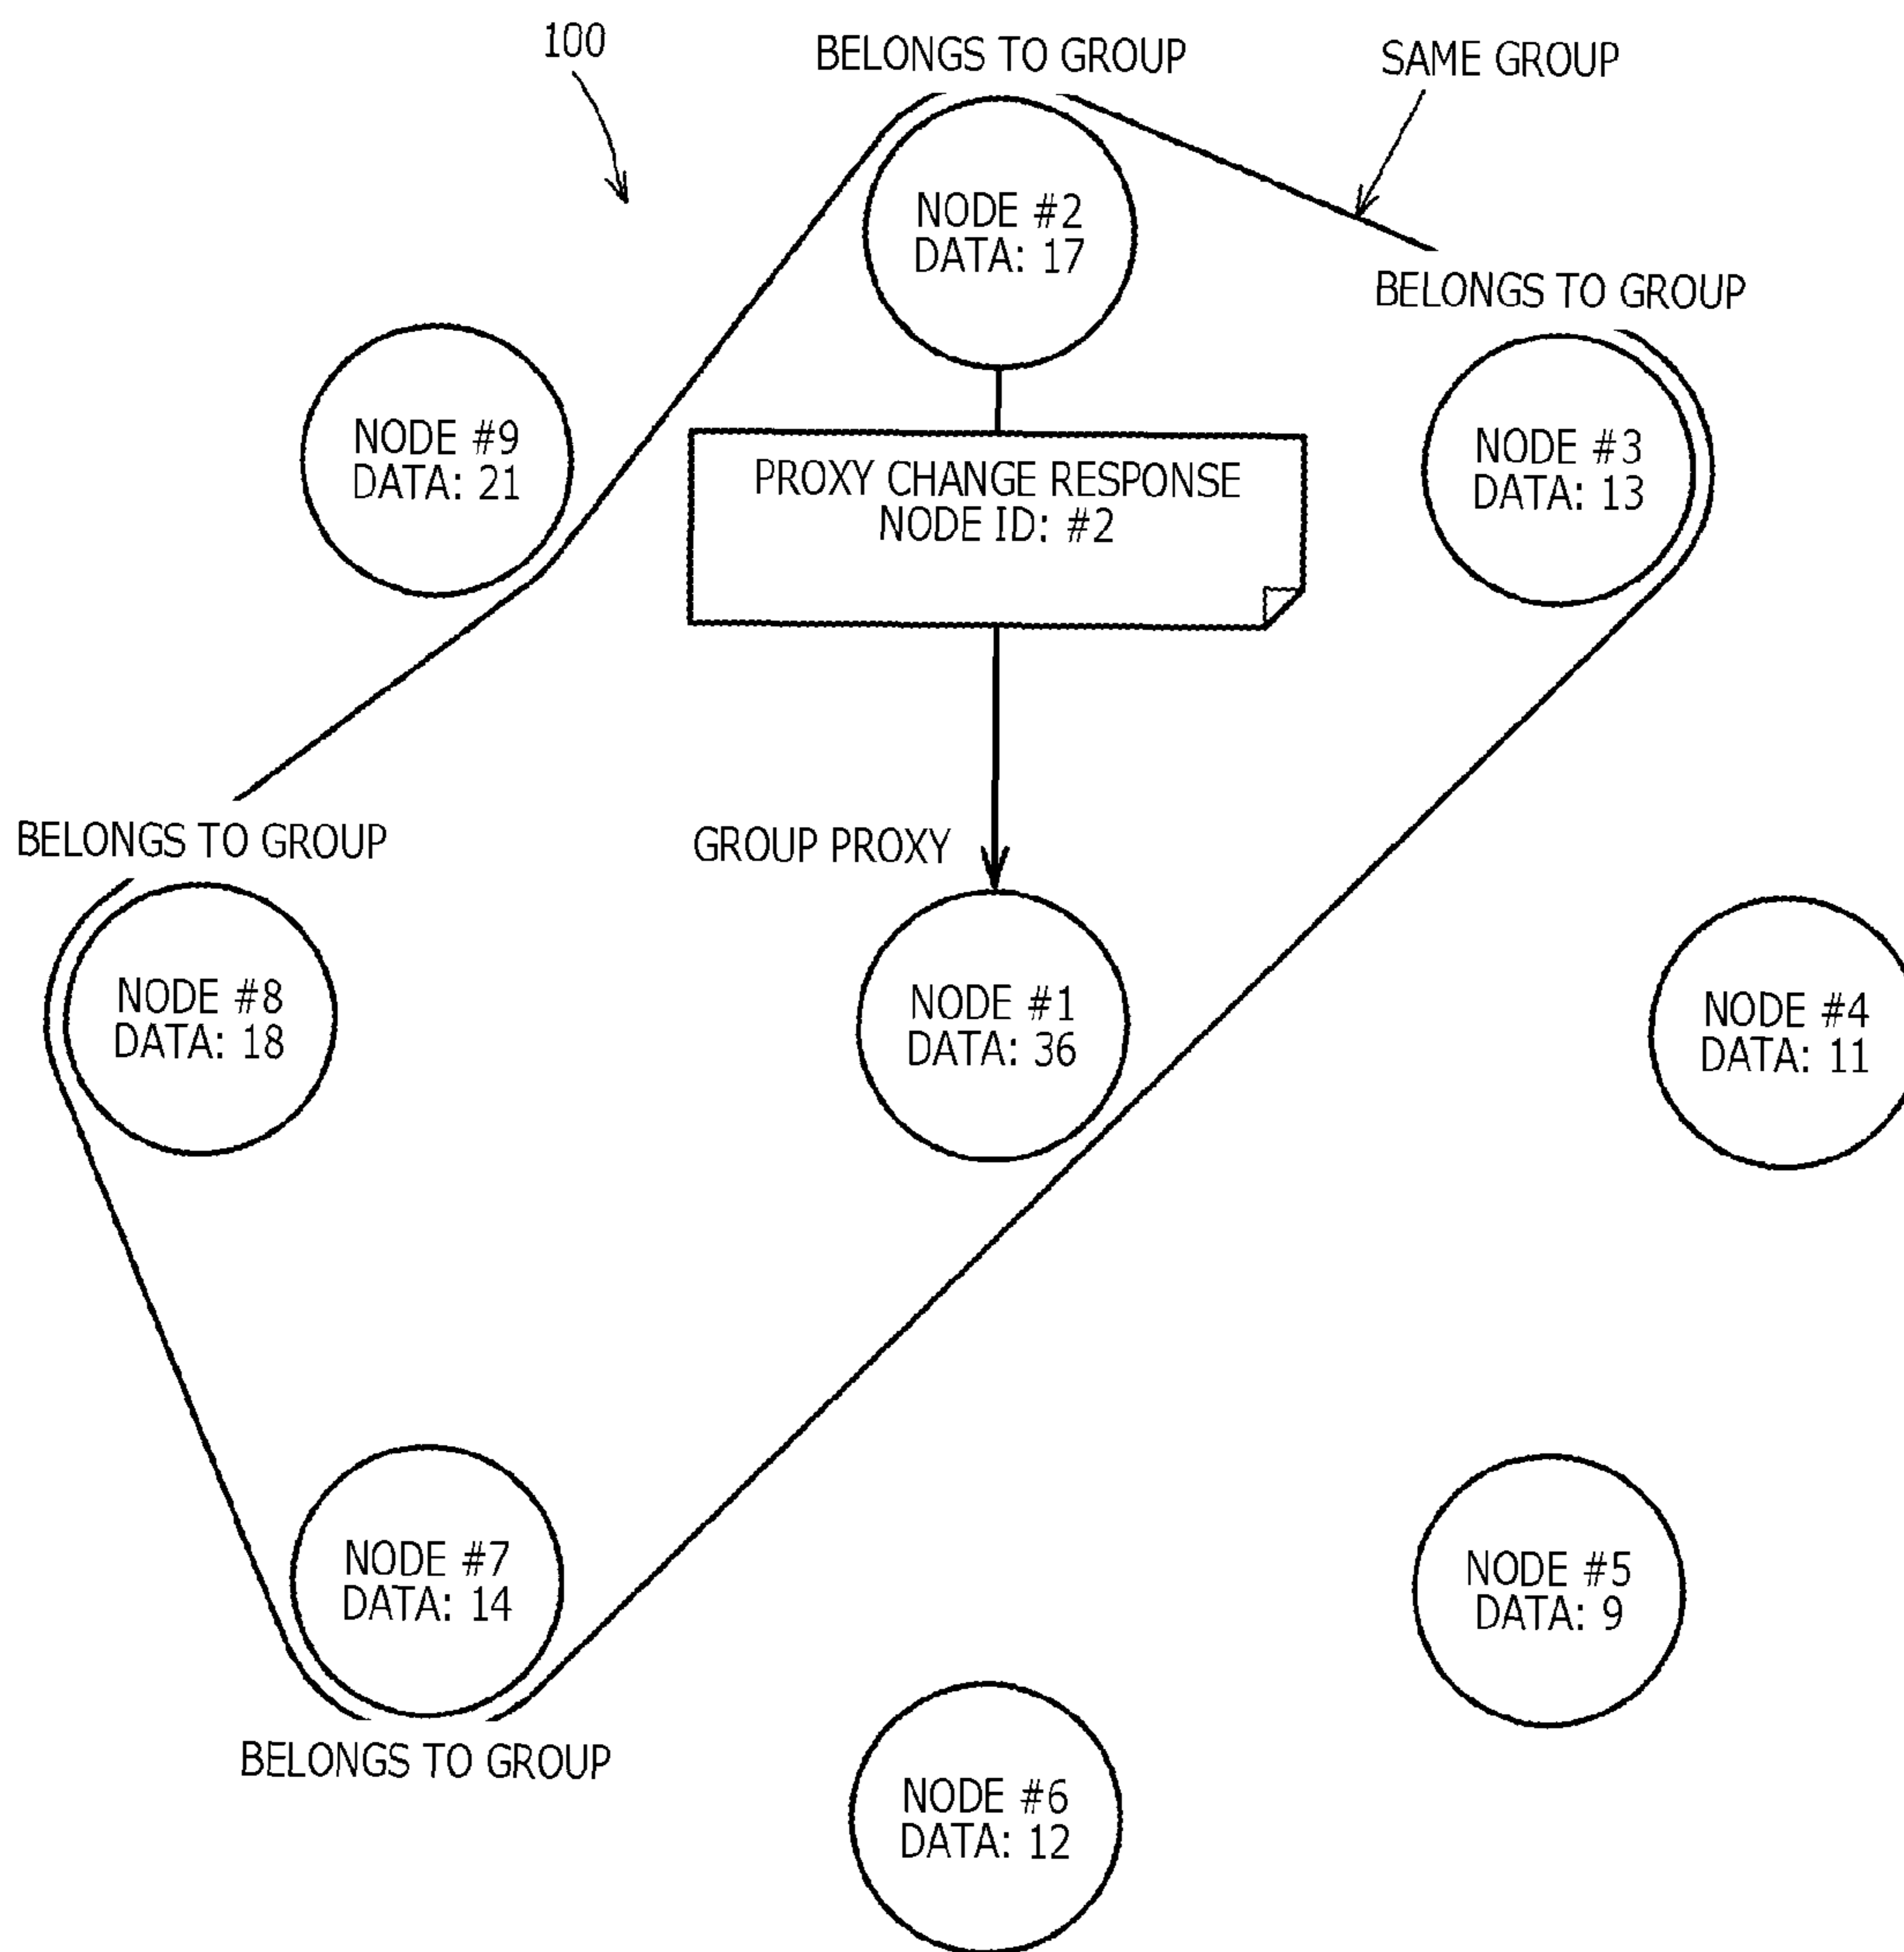 100
BELONGS TO GROUP
SAME GROUP
NODE #2
DATA: 17
BELONGS TO GROUP
NODE #9
DATA: 21
PROXY CHANGE RESPONSE
NODE ID: #2
NODE #3
DATA: 13
BELONGS TO GROUP
GROUP PROXY
NODE #8
DATA: 18
NODE #1
DATA: 36
NODE #4
DATA: 11
NODE #7
DATA: 14
NODE #5
DATA: 9
BELONGS TO GROUP
NODE #6
DATA: 12